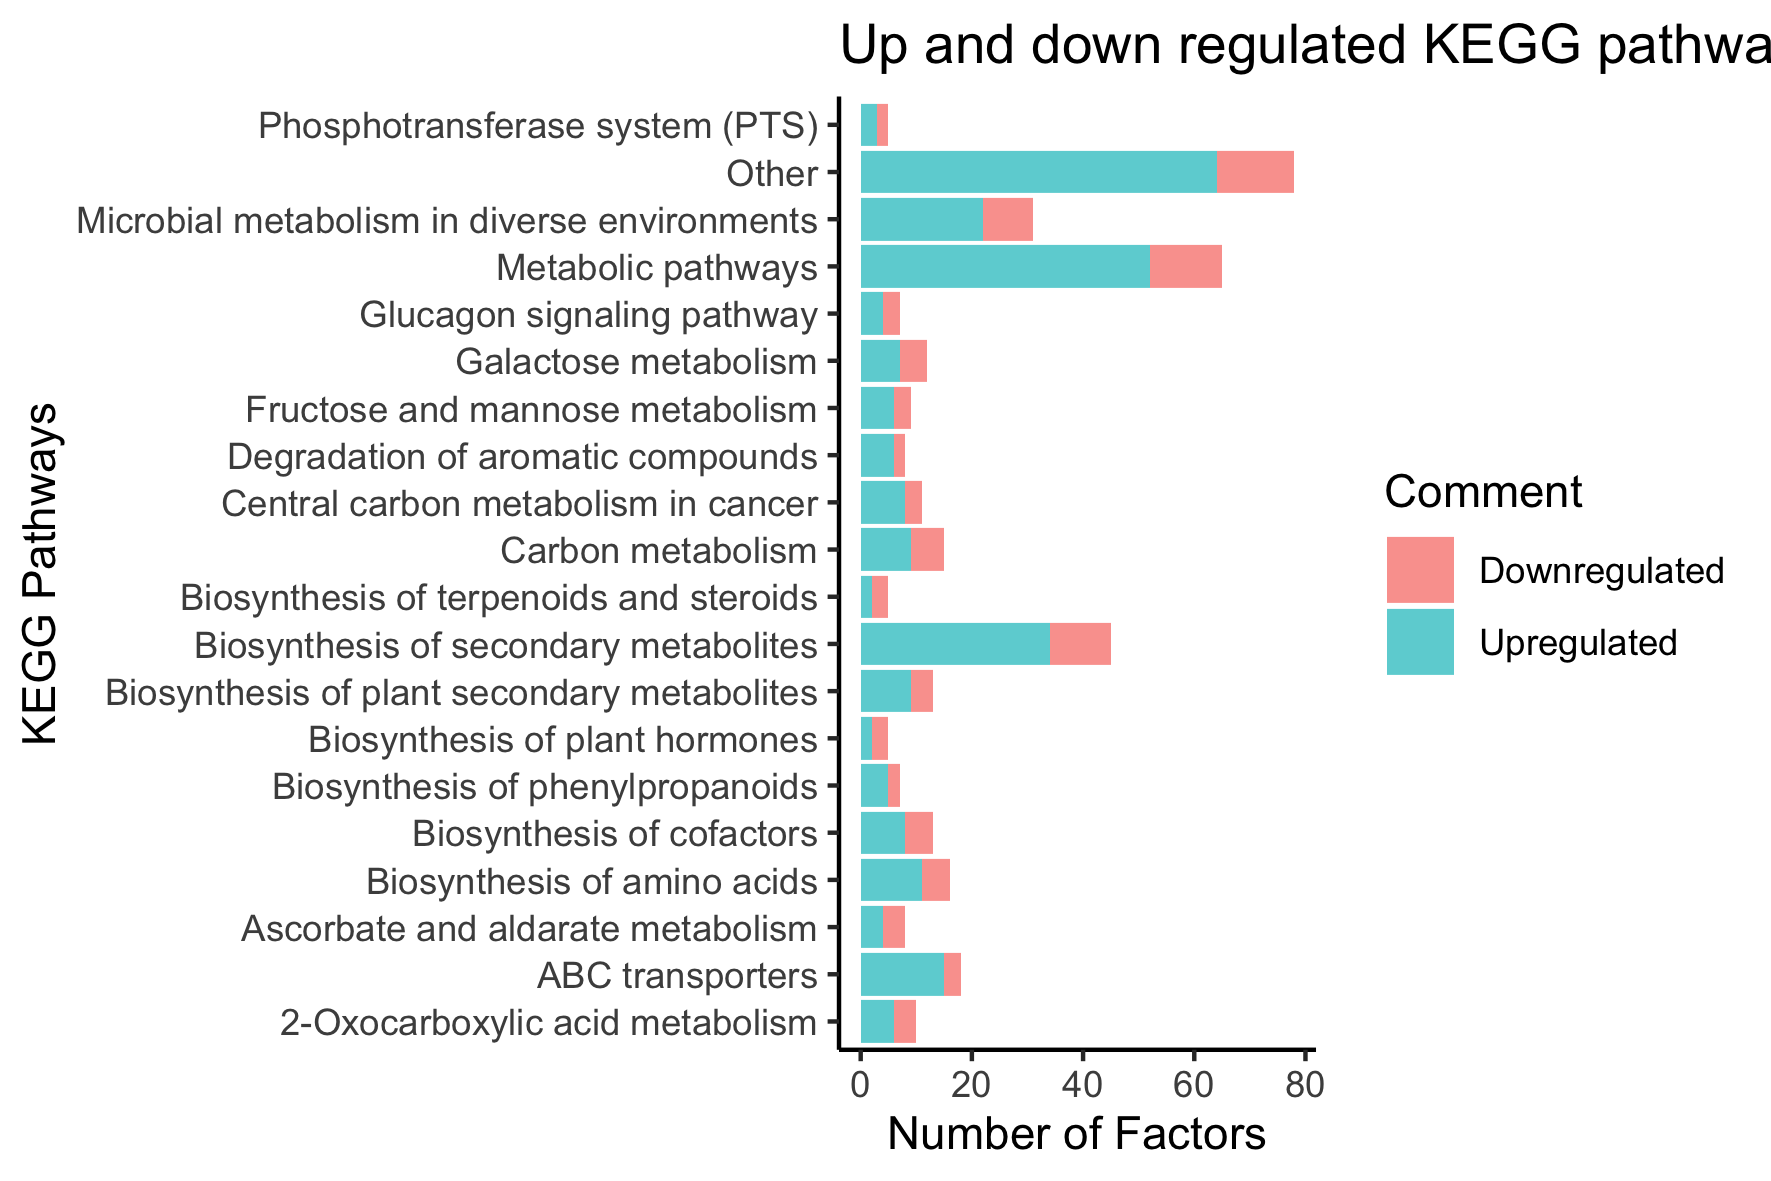 Up and down regulated KEGG pathwa
KEGG Pathways
Phosphotransferase system (PTS)
Other
Microbial metabolism in diverse environments
Metabolic pathways
Glucagon signaling pathway
Galactose metabolism
Fructose and mannose metabolism
Degradation of aromatic compounds
Central carbon metabolism in cancer
Carbon metabolism
Biosynthesis of terpenoids and steroids
Biosynthesis of secondary metabolites
Biosynthesis of plant secondary metabolites
Biosynthesis of plant hormones
Biosynthesis of phenylpropanoids
Biosynthesis of cofactors
Biosynthesis of amino acids
Ascorbate and aldarate metabolism
ABC transporters
2-Oxocarboxylic acid metabolism
0 20 40 60 80
Number of Factors
Comment
Downregulated
Upregulated